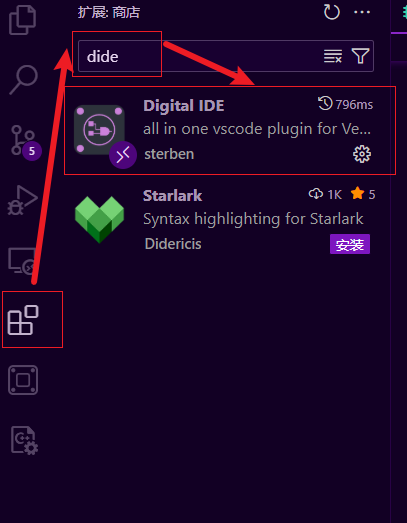 扩展: 商店
dide
Digital IDE
796ms
all in one vscode plugin for Ve...
sterben
5
Starlark
1K
5
Syntax highlighting for Starlark
Didericis
安装
C++